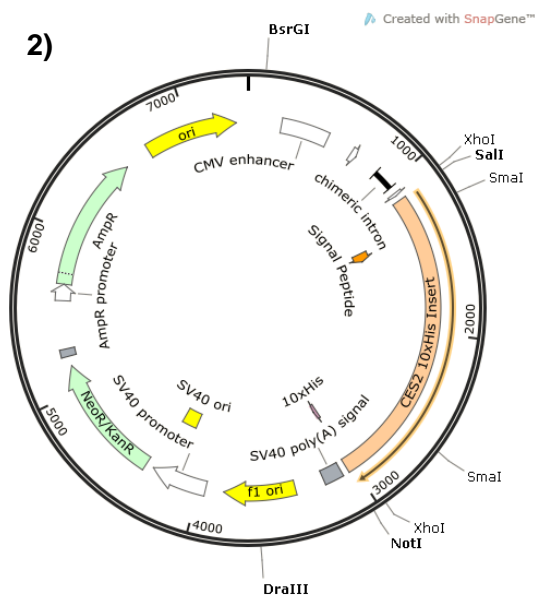 Created with SnapGene™
2)
BsrGI
7000
ori
CMV enhancer
1000
XhoI
SalI
SmaI
chimeric intron
AmpR
6000
AmpR promoter
Signal Peptide
CES2 10xHis Insert
2000
SV40 ori
10xHis
SV40 promoter
SV40 poly(A) signal
NeoR/KanR
5000
f1 ori
4000
3000
SmaI
XhoI
NotI
DraIII